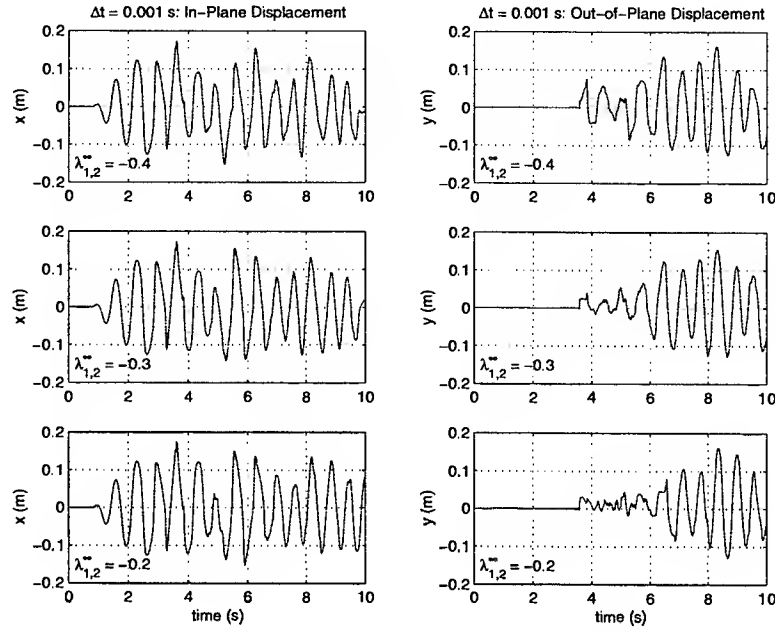 Δt = 0.001 s: In-Plane Displacement
Δt = 0.001 s: Out-of-Plane Displacement
0.2
0.1
0
−0.1
−0.2
x (m)
λ∞1,2 = −0.4
0 2 4 6 8 10
0.2
0.1
0
−0.1
−0.2
y (m)
λ∞1,2 = −0.4
0 2 4 6 8 10
0.2
0.1
0
−0.1
−0.2
x (m)
λ∞1,2 = −0.3
0 2 4 6 8 10
0.2
0.1
0
−0.1
−0.2
y (m)
λ∞1,2 = −0.3
0 2 4 6 8 10
0.2
0.1
0
−0.1
−0.2
x (m)
λ∞1,2 = −0.2
0 2 4 6 8 10
time (s)
0.2
0.1
0
−0.1
−0.2
y (m)
λ∞1,2 = −0.2
0 2 4 6 8 10
time (s)